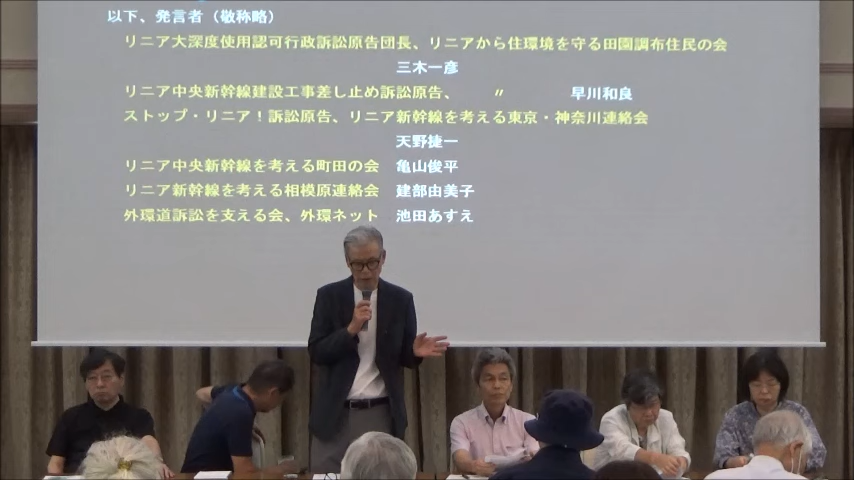 以下、発言者(敬称略)
リニア大深度使用認可行政訴訟原告団長、リニアから住環境を守る田園調布住民の会
三木一彦
リニア中央新幹線建設工事差し止め訴訟原告、 〃 早川和良
ストップ・リニア!訴訟原告、リニア新幹線を考える東京・神奈川連絡会
天野捷一
リニア中央新幹線を考える町田の会 亀山俊平
リニア新幹線を考える相模原連絡会 建部由美子
外環道訴訟を支える会、外環ネット 池田あすえ